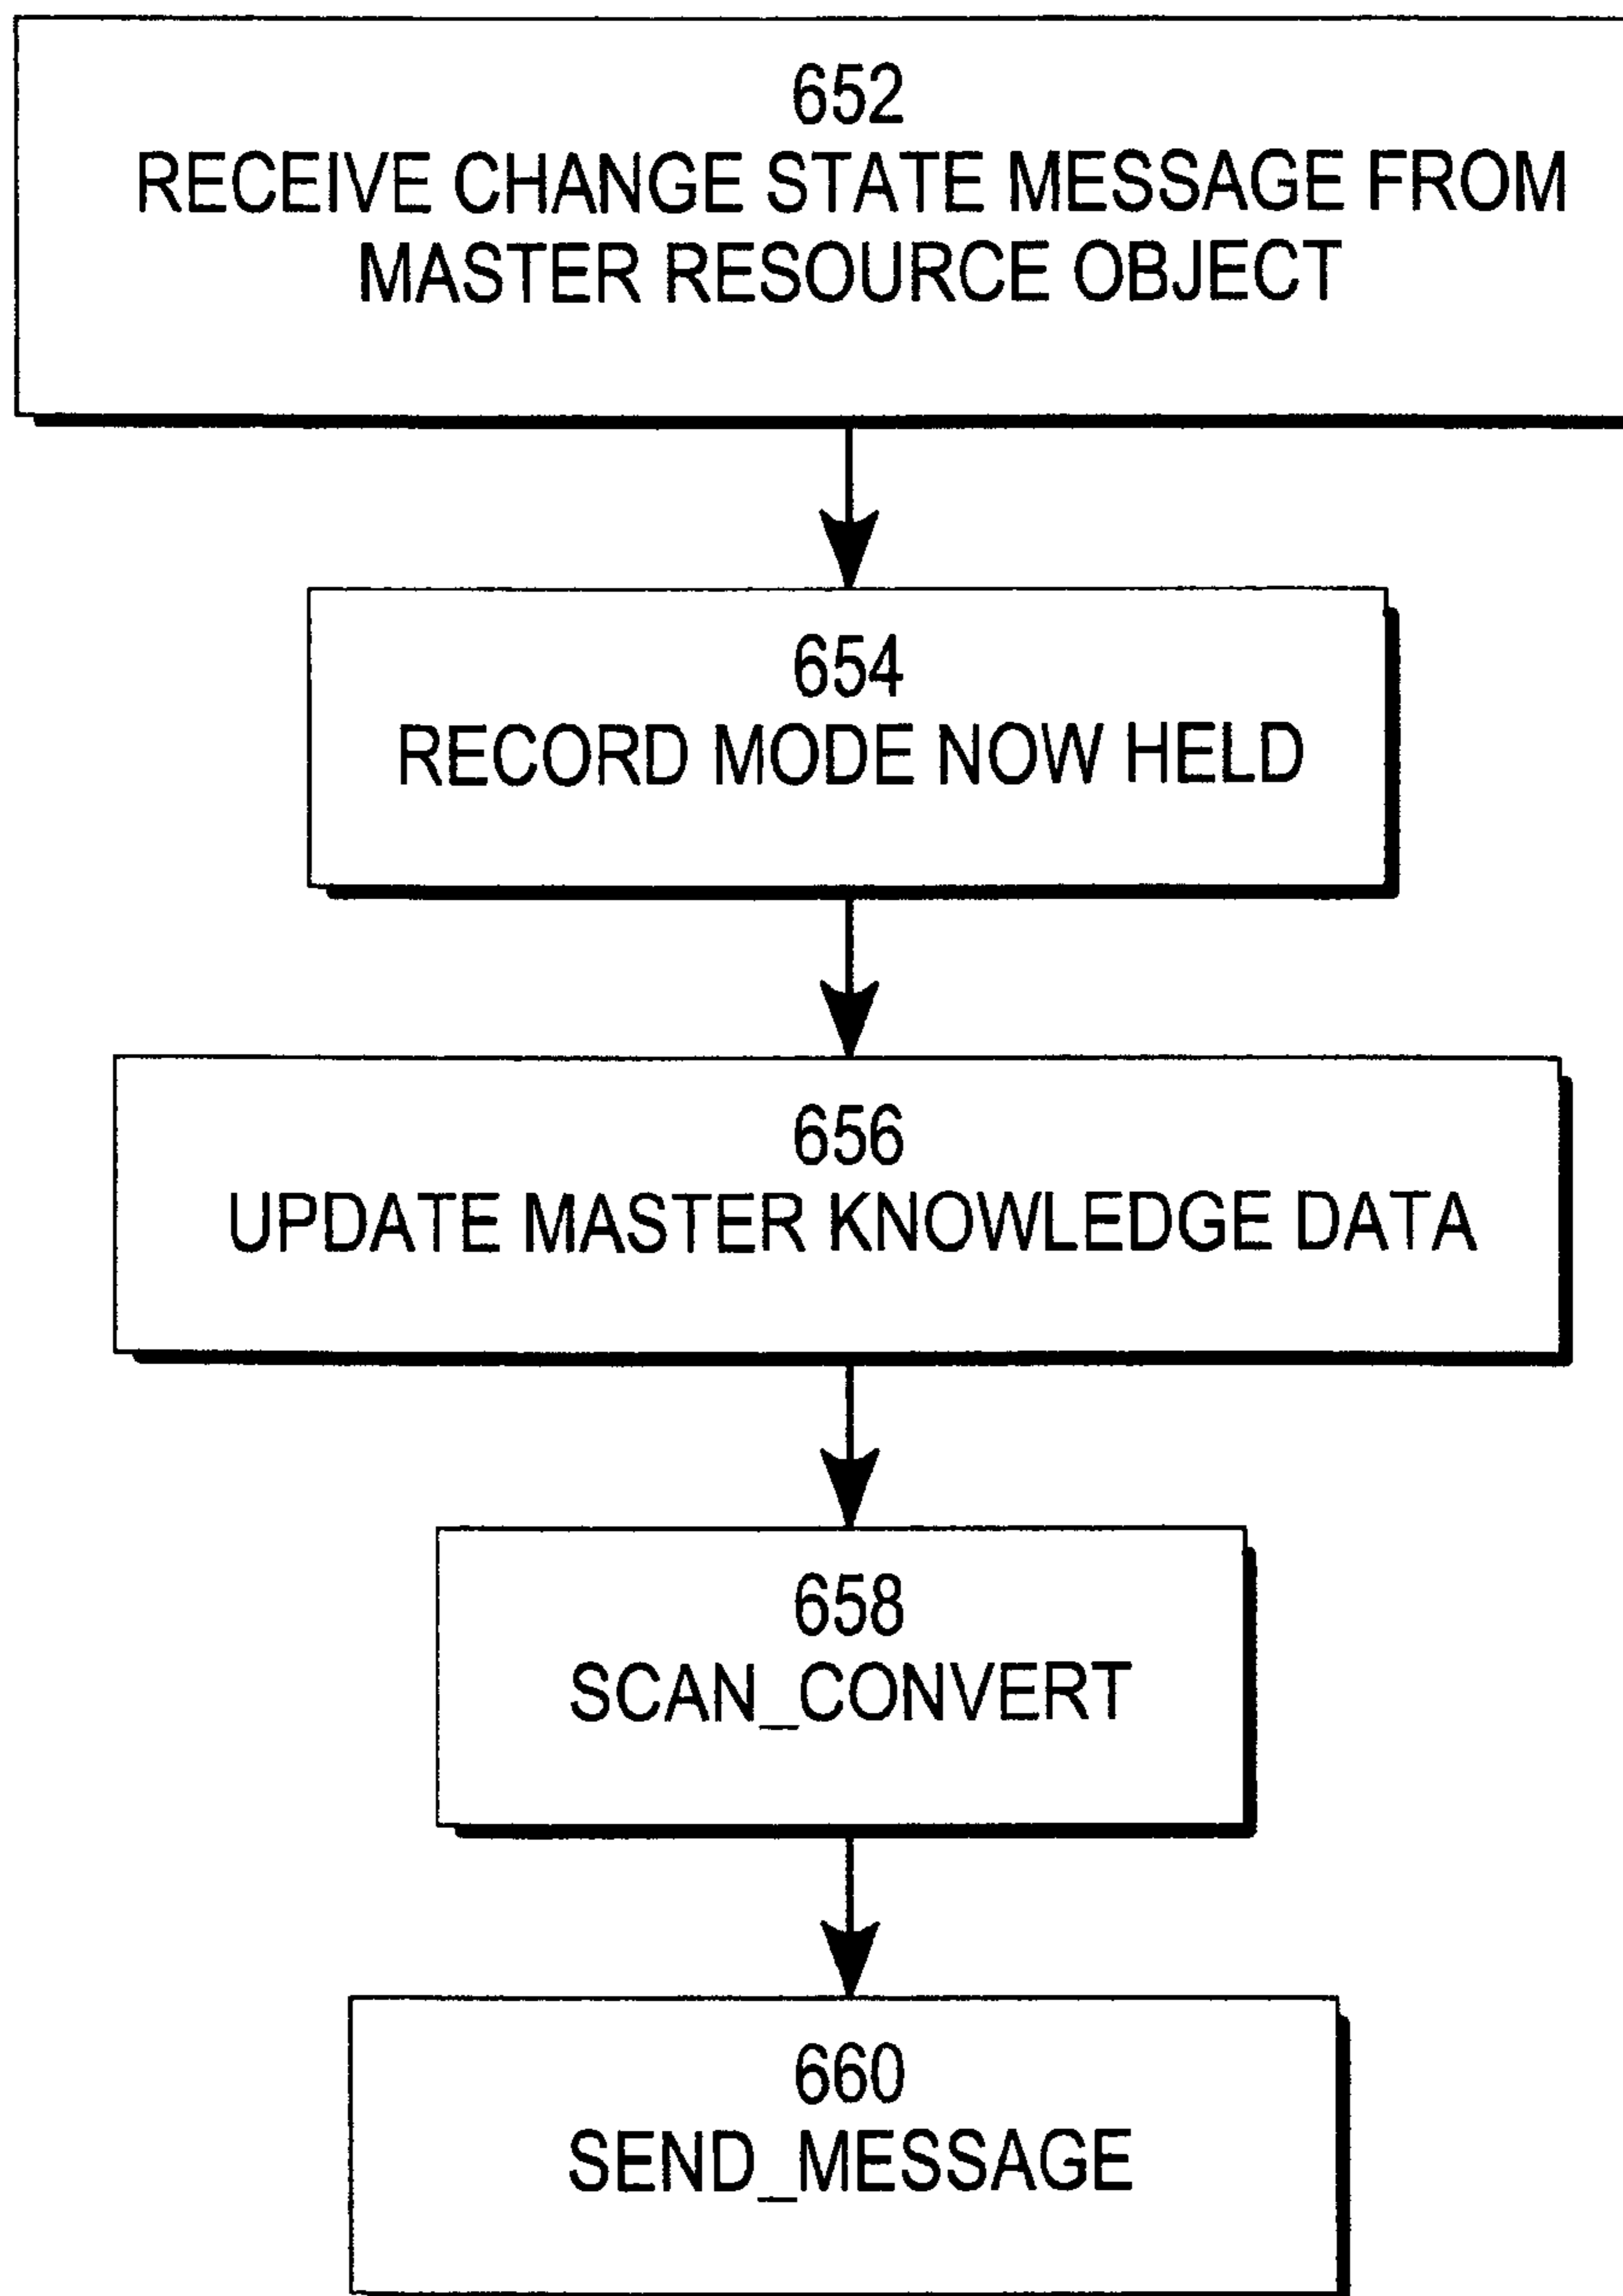 652
RECEIVE CHANGE STATE MESSAGE FROM
MASTER RESOURCE OBJECT
654
RECORD MODE NOW HELD
656
UPDATE MASTER KNOWLEDGE DATA
658
SCAN_CONVERT
660
SEND_MESSAGE